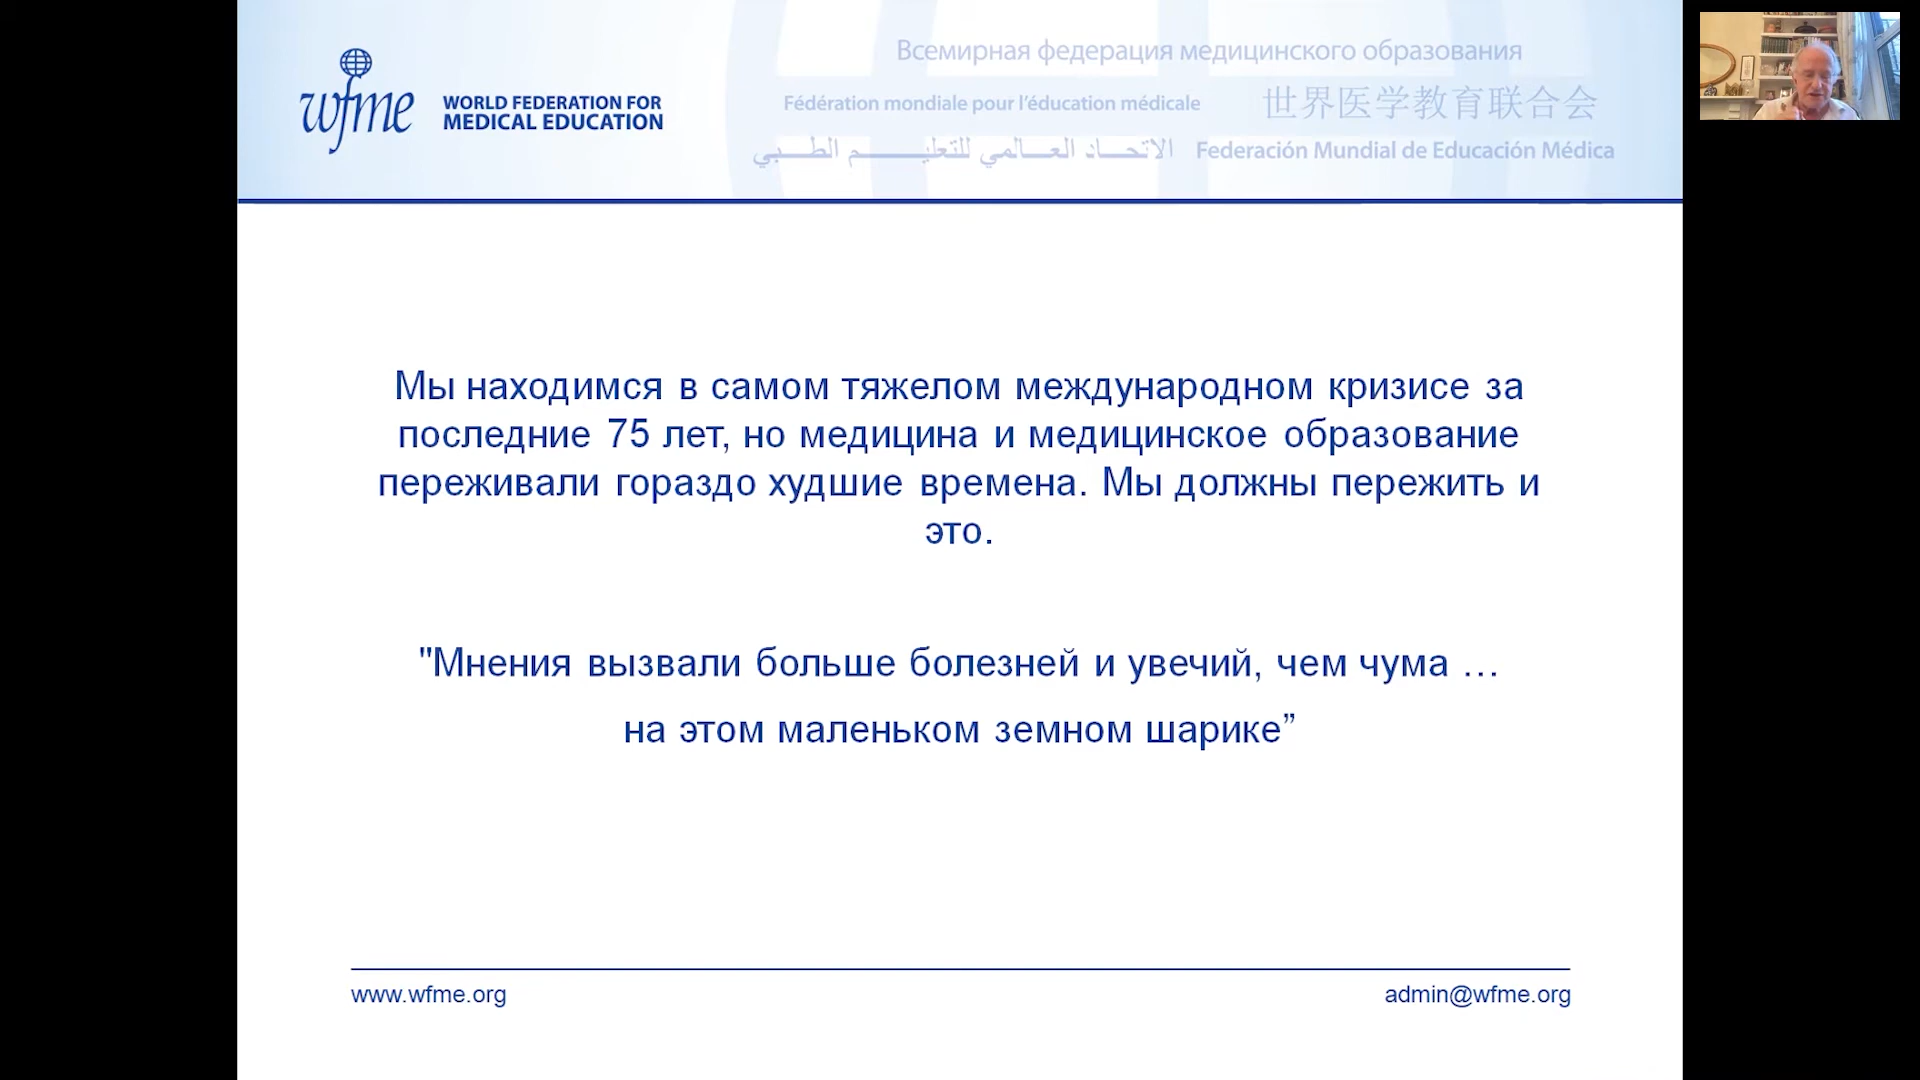 Всемирная федерация медицинского образования
wfme
WORLD FEDERATION FOR
MEDICAL EDUCATION
Fédération mondiale pour l'éducation médicale
世界医学教育联合会
الاتحـــاد العـــالمي للتعليـــــــم الطـــبي
Federación Mundial de Educación Médica
Мы находимся в самом тяжелом международном кризисе за
последние 75 лет, но медицина и медицинское образование
переживали гораздо худшие времена. Мы должны пережить и
это.
"Мнения вызвали больше болезней и увечий, чем чума …
на этом маленьком земном шарике”
www.wfme.org
admin@wfme.org